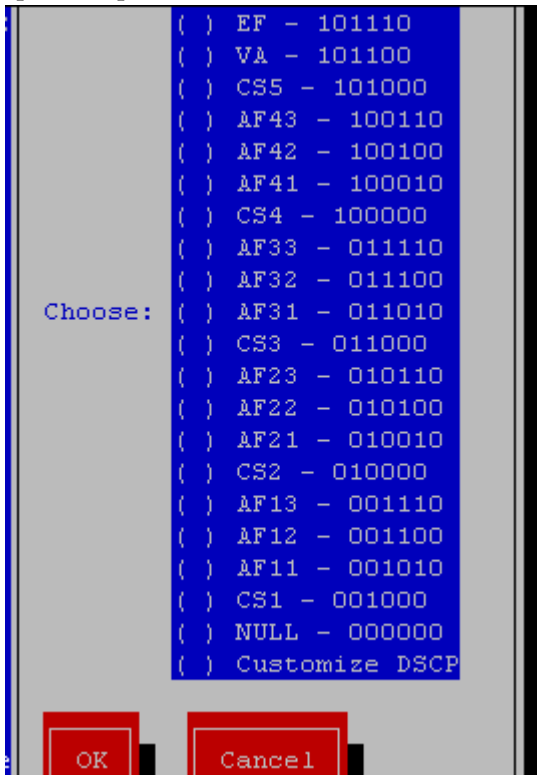 ( ) EF - 101110
( ) VA - 101100
( ) CS5 - 101000
( ) AF43 - 100110
( ) AF42 - 100100
( ) AF41 - 100010
( ) CS4 - 100000
( ) AF33 - 011110
( ) AF32 - 011100
Choose: ( ) AF31 - 011010
( ) CS3 - 011000
( ) AF23 - 010110
( ) AF22 - 010100
( ) AF21 - 010010
( ) CS2 - 010000
( ) AF13 - 001110
( ) AF12 - 001100
( ) AF11 - 001010
( ) CS1 - 001000
( ) NULL - 000000
( ) Customize DSCP
OK Cancel